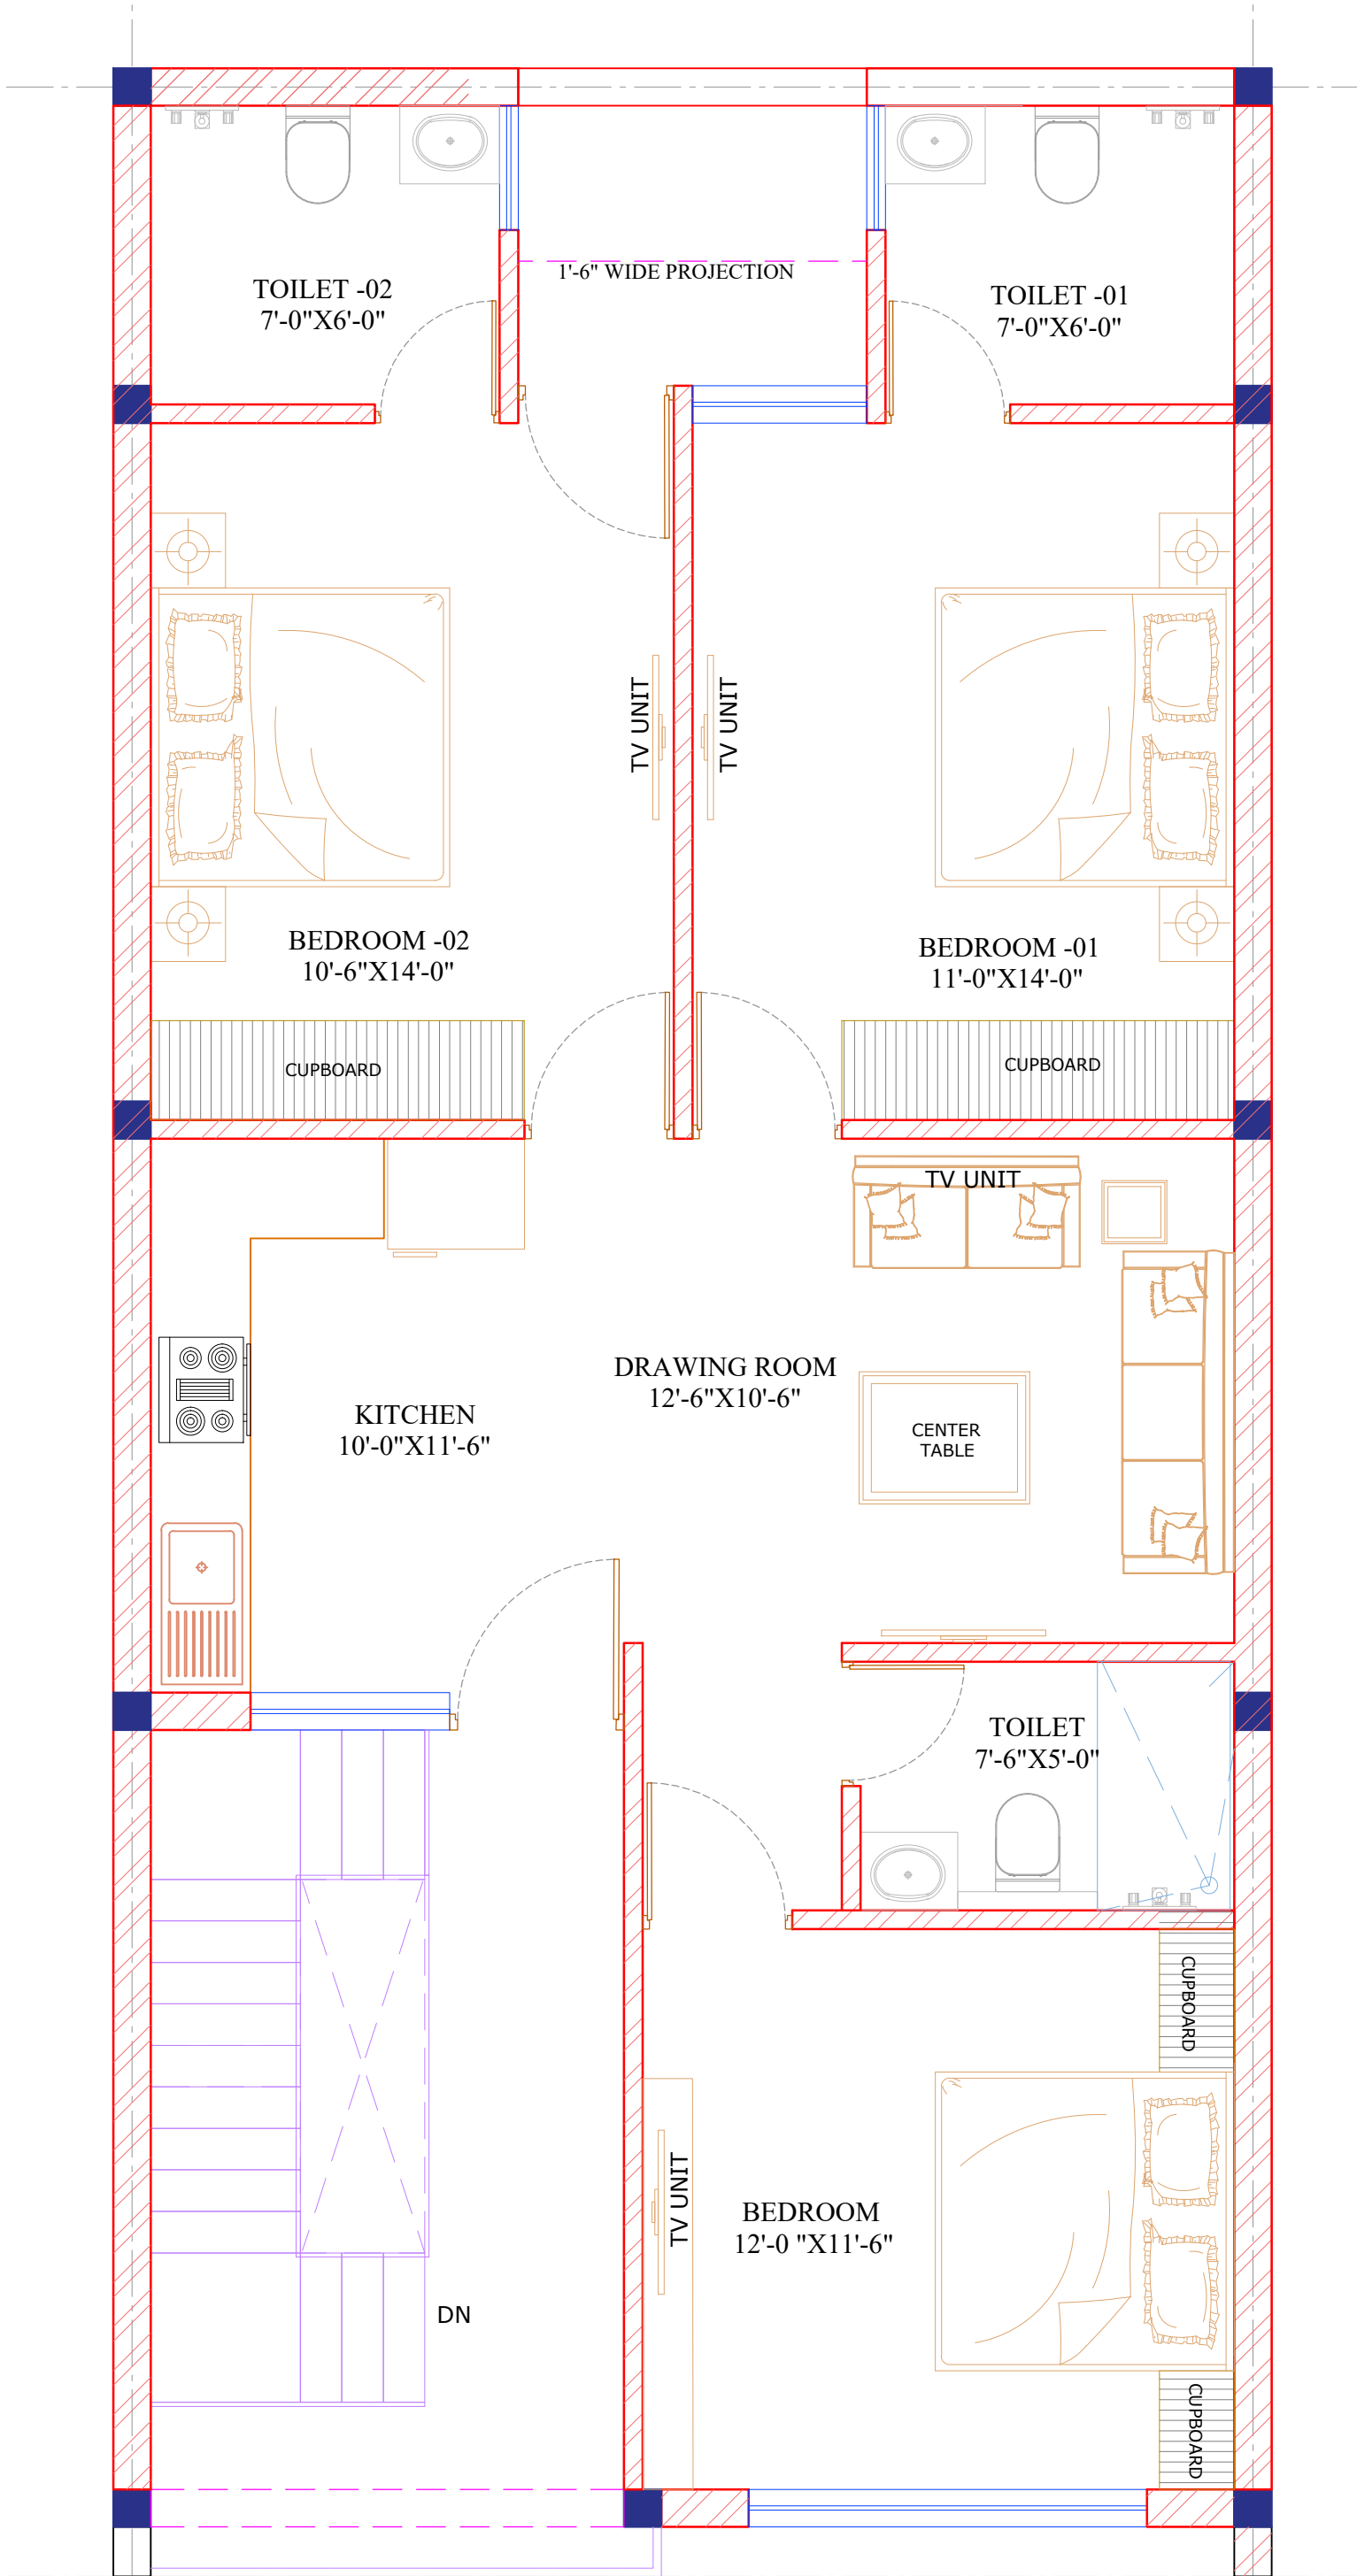 1'-6" WIDE PROJECTION
TOILET -02
7'-0"X6'-0"
TOILET -01
7'-0"X6'-0"
TV UNIT
TV UNIT
BEDROOM -02
10'-6"X14'-0"
BEDROOM -01
11'-0"X14'-0"
CUPBOARD
CUPBOARD
TV UNIT
DRAWING ROOM
12'-6"X10'-6"
KITCHEN
10'-0"X11'-6"
CENTER
TABLE
TOILET
7'-6"X5'-0"
CUPBOARD
TV UNIT
BEDROOM
12'-0 "X11'-6"
DN
CUPBOARD